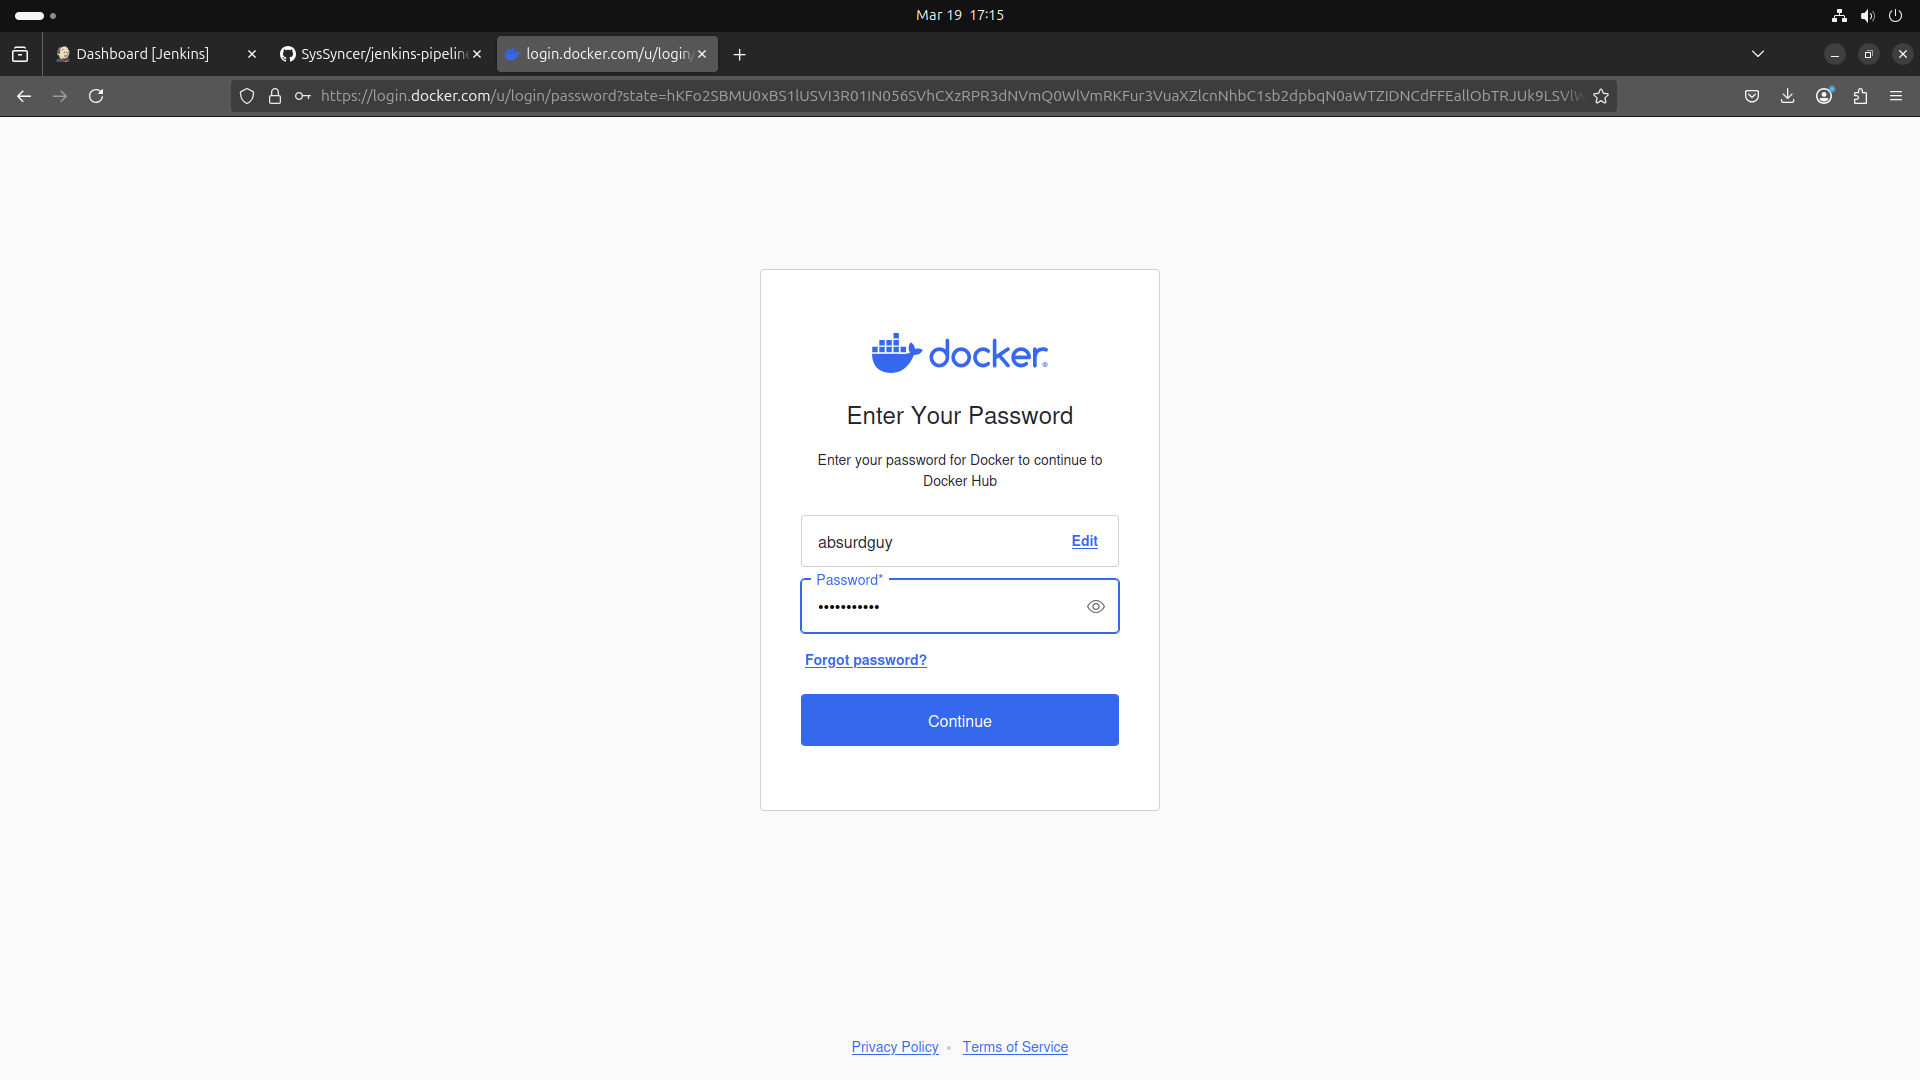 Mar 19 17:15
Dashboard [Jenkins]
SysSyncer/jenkins-pipelin
login.docker.com/u/login/
https://login.docker.com/u/login/password?state=
docker
Enter Your Password
Enter your password for Docker to continue to
Docker Hub
absurdguy
Edit
Password*
•••••••••••
Forgot password?
Continue
Privacy Policy • Terms of Service